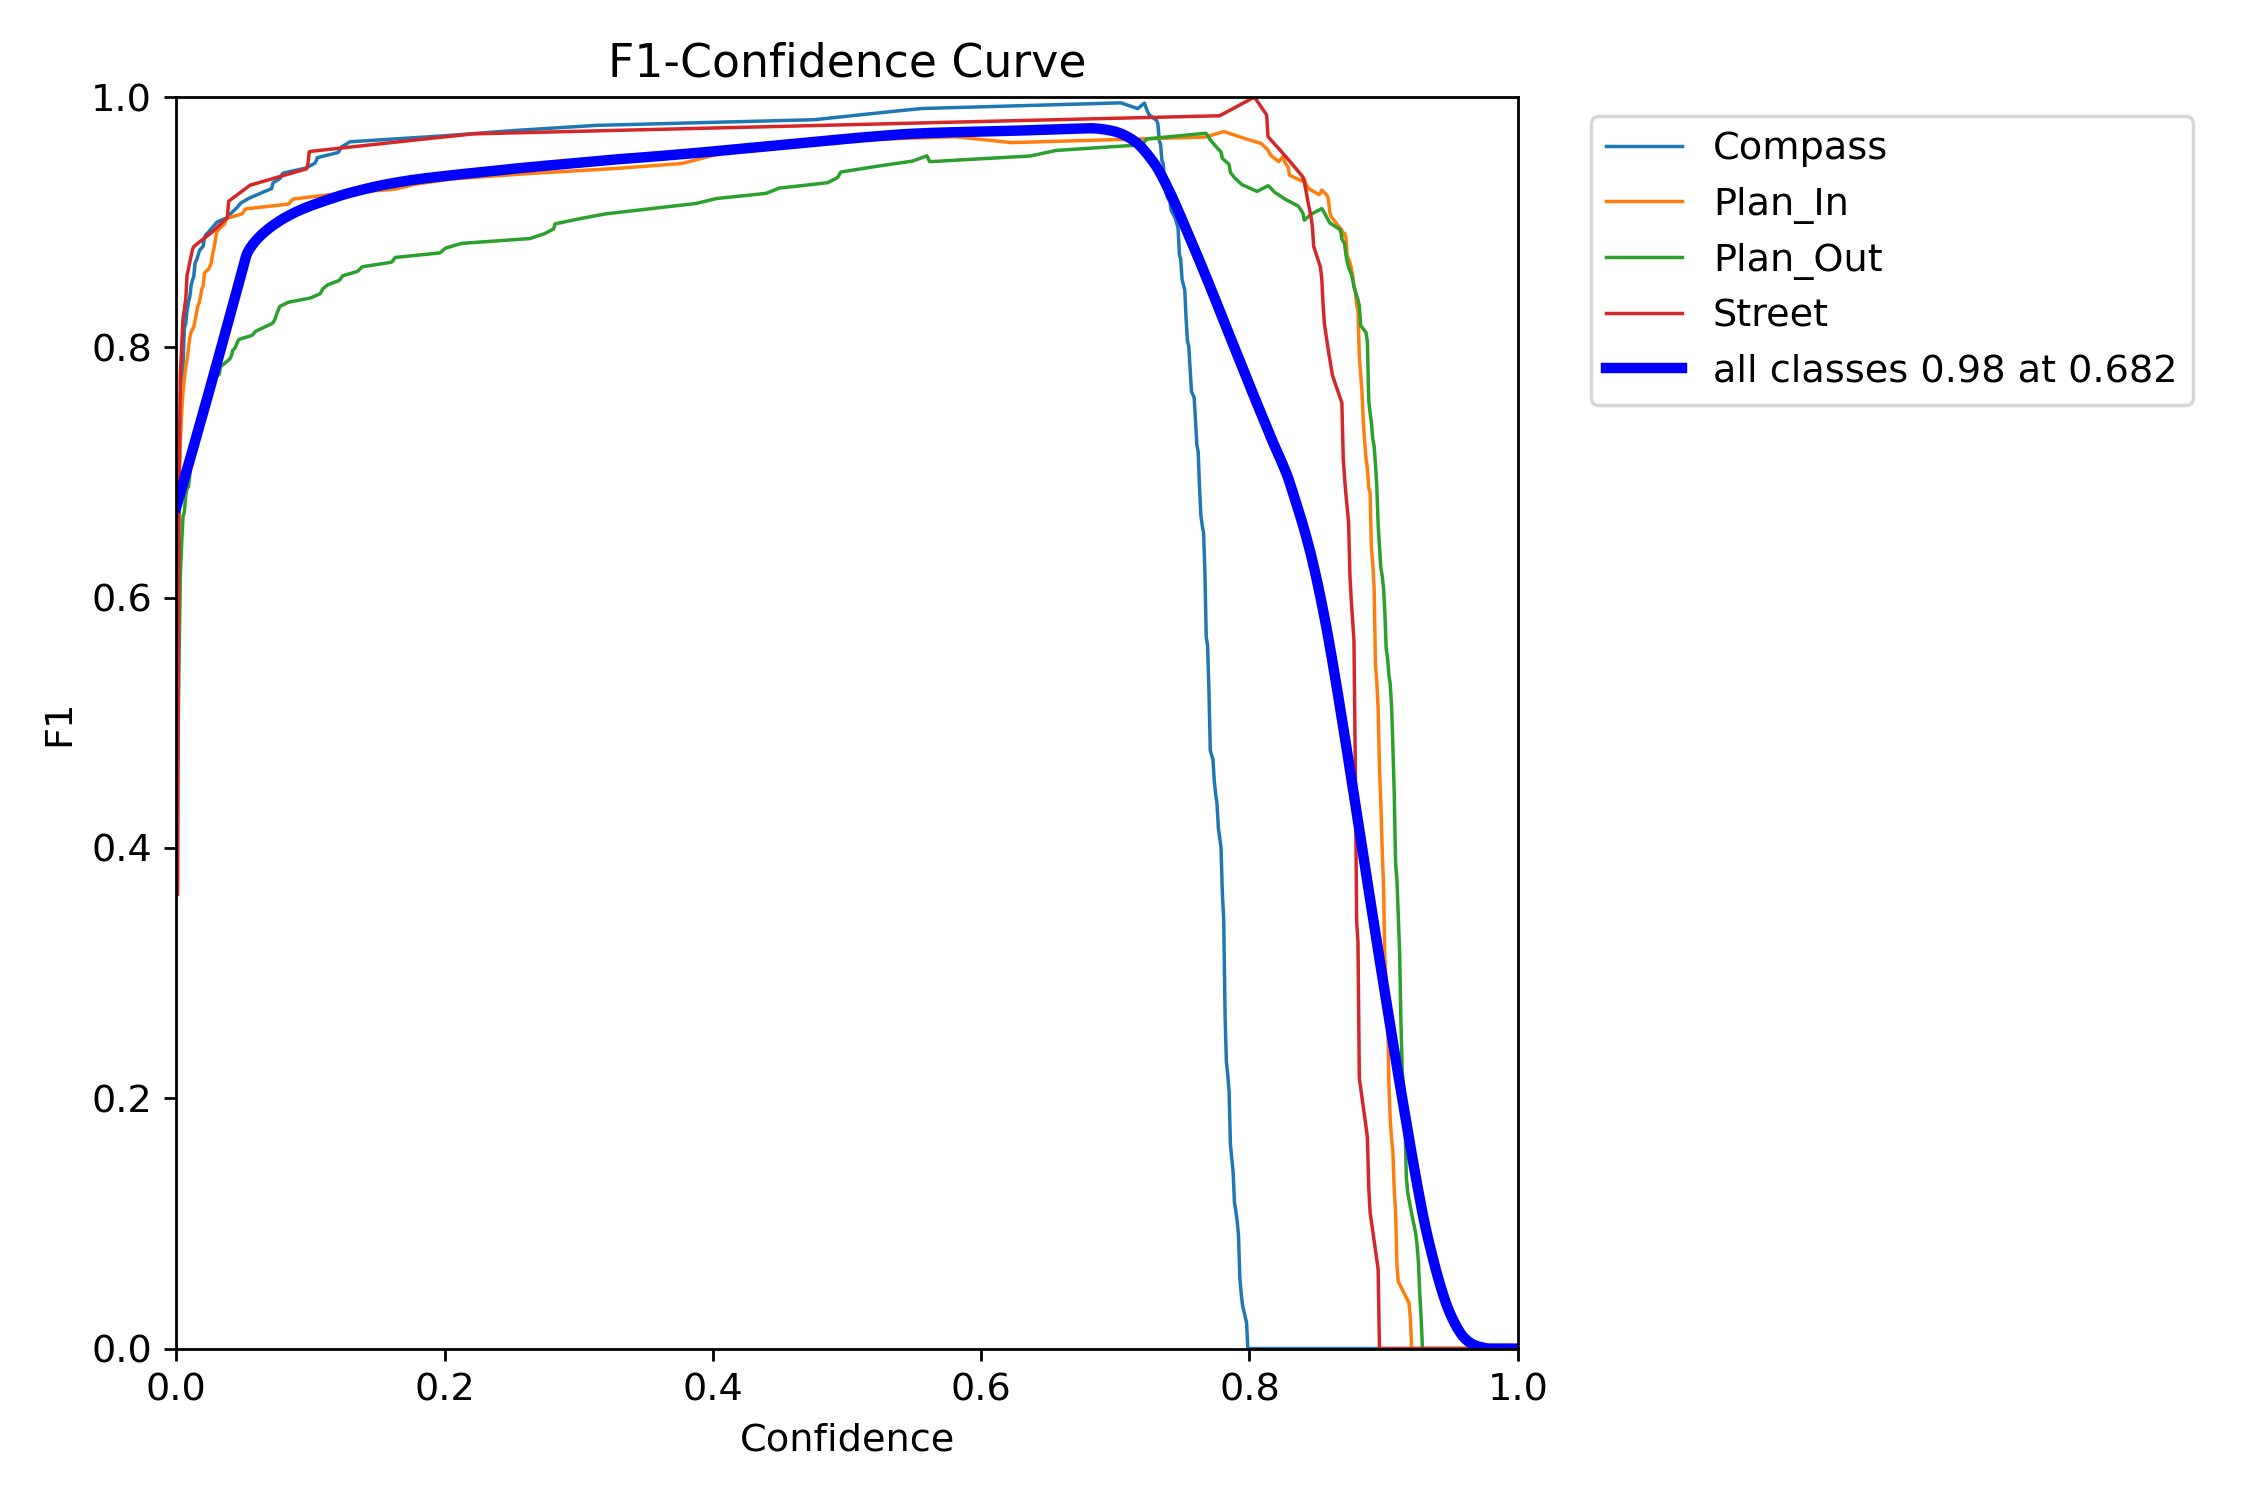 F1-Confidence Curve
1.0
0.8
0.6
0.4
0.2
0.0
F1
0.0 0.2 0.4 0.6 0.8 1.0
Confidence
Compass
Plan_In
Plan_Out
Street
all classes 0.98 at 0.682